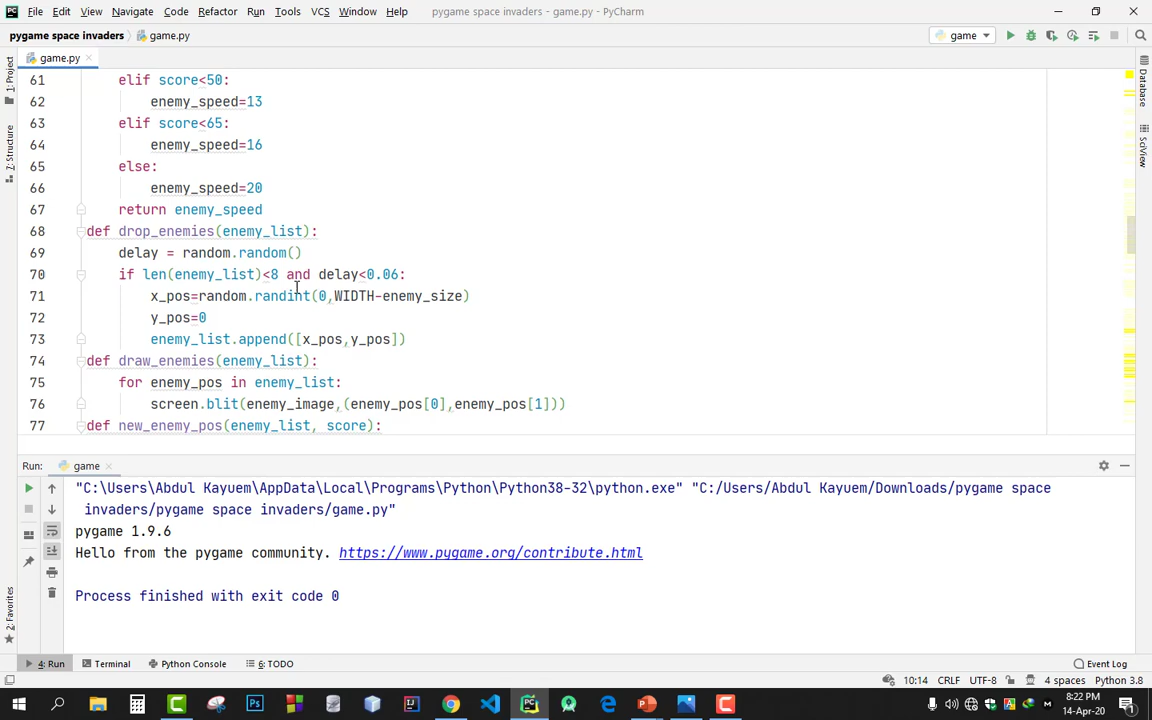 File Edit View Navigate Code Refactor Run Tools VCS Window Help pygame space invaders - game.py - PyCharm
pygame space invaders game.py game
game.py
1: Project
7: Structure
2: Favorites
Database
SciView
61 elif score<50:
62 enemy_speed=13
63 elif score<65:
64 enemy_speed=16
65 else:
66 enemy_speed=20
67 return enemy_speed
68 def drop_enemies(enemy_list):
69 delay = random.random()
70 if len(enemy_list)<8 and delay<0.06:
71 x_pos=random.randint(0,WIDTH-enemy_size)
72 y_pos=0
73 enemy_list.append([x_pos,y_pos])
74 def draw_enemies(enemy_list):
75 for enemy_pos in enemy_list:
76 screen.blit(enemy_image,(enemy_pos[0],enemy_pos[1]))
77 def new_enemy_pos(enemy_list, score):
Run: game
"C:\Users\Abdul Kayuem\AppData\Local\Programs\Python\Python38-32\python.exe" "C:/Users/Abdul Kayuem/Downloads/pygame space
invaders/pygame space invaders/game.py"
pygame 1.9.6
Hello from the pygame community. https://www.pygame.org/contribute.html
Process finished with exit code 0
4: Run Terminal Python Console 6: TODO Event Log
10:14 CRLF UTF-8 4 spaces Python 3.8
8:22 PM
14-Apr-20